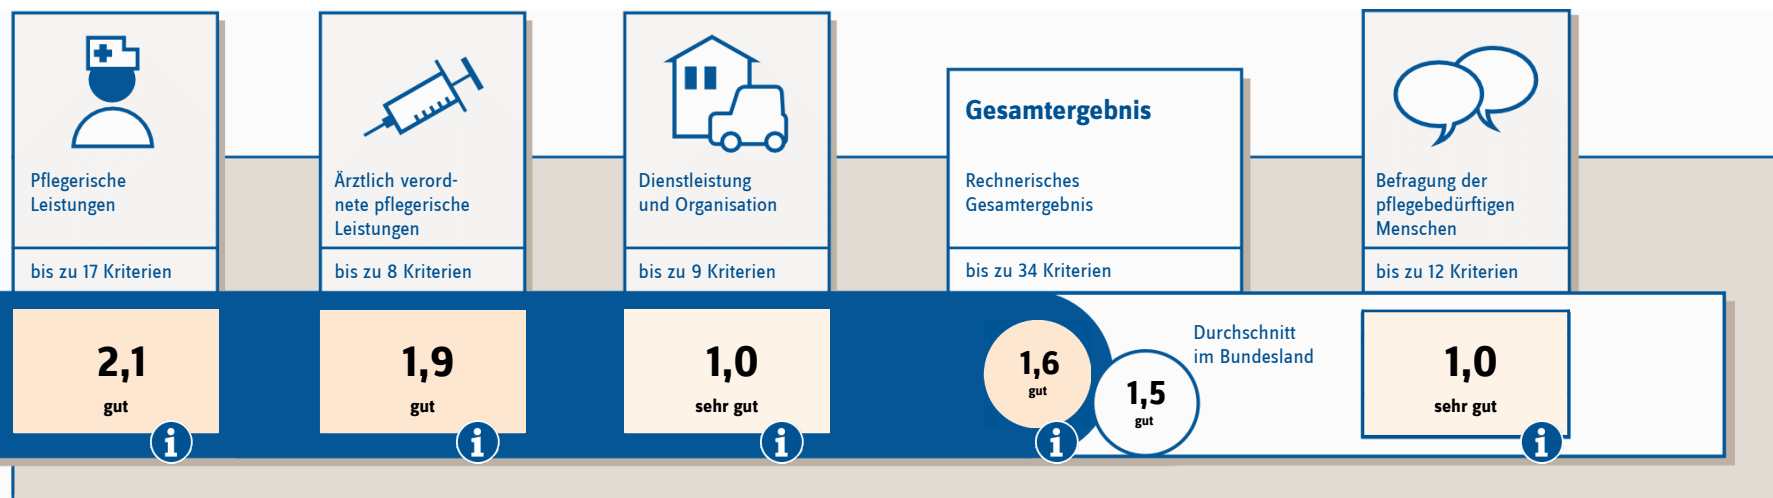 Pflegerische
Leistungen
bis zu 17 Kriterien
2,1
gut
i
Ärztlich verord-
nete pflegerische
Leistungen
bis zu 8 Kriterien
1,9
gut
i
Dienstleistung
und Organisation
bis zu 9 Kriterien
1,0
sehr gut
i
Gesamtergebnis
Rechnerisches
Gesamtergebnis
bis zu 34 Kriterien
1,6
gut
i
Durchschnitt
im Bundesland
1,5
gut
Befragung der
pflegebedürftigen
Menschen
bis zu 12 Kriterien
1,0
sehr gut
i